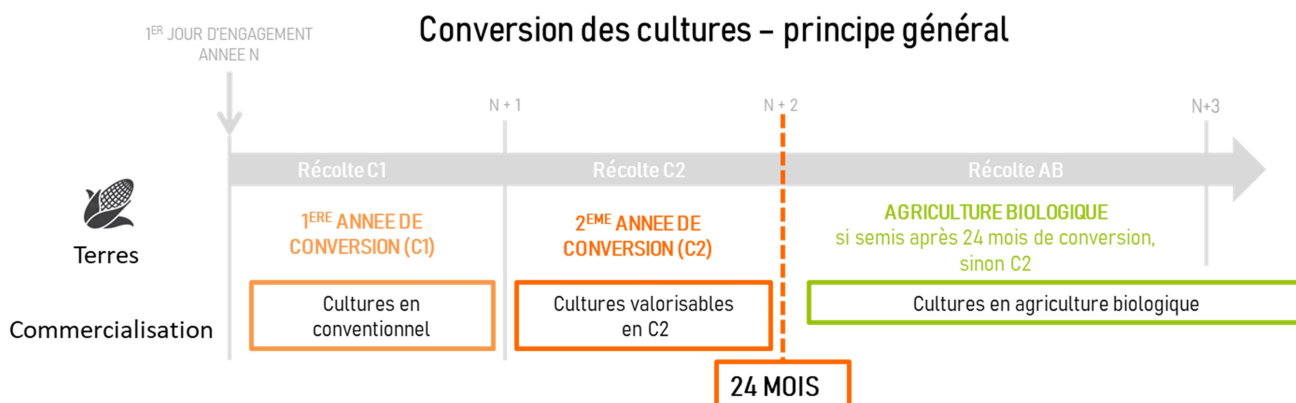 Conversion des cultures – principe général
1ER JOUR D'ENGAGEMENT
ANNEE N
N + 1
N + 2
N+3
Récolte C1
Récolte C2
Récolte AB
Terres
1ERE ANNEE DE
CONVERSION (C1)
2EME ANNEE DE
CONVERSION (C2)
AGRICULTURE BIOLOGIQUE
si semis après 24 mois de conversion,
sinon C2
Commercialisation
Cultures en
conventionnel
Cultures valorisables
en C2
Cultures en agriculture biologique
24 MOIS